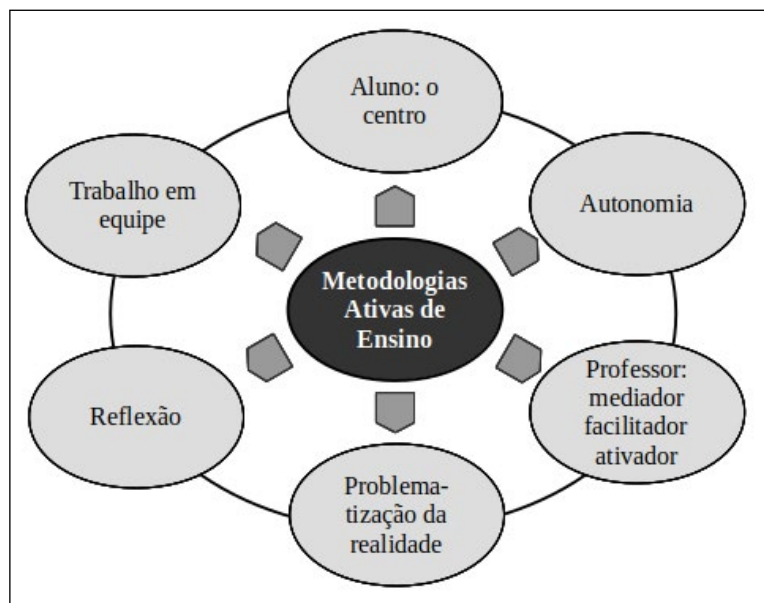 Aluno: o
centro
Trabalho em
equipe
Autonomia
Metodologias
Ativas de
Ensino
Reflexão
Professor:
mediador
facilitador
ativador
Problema-
tização da
realidade